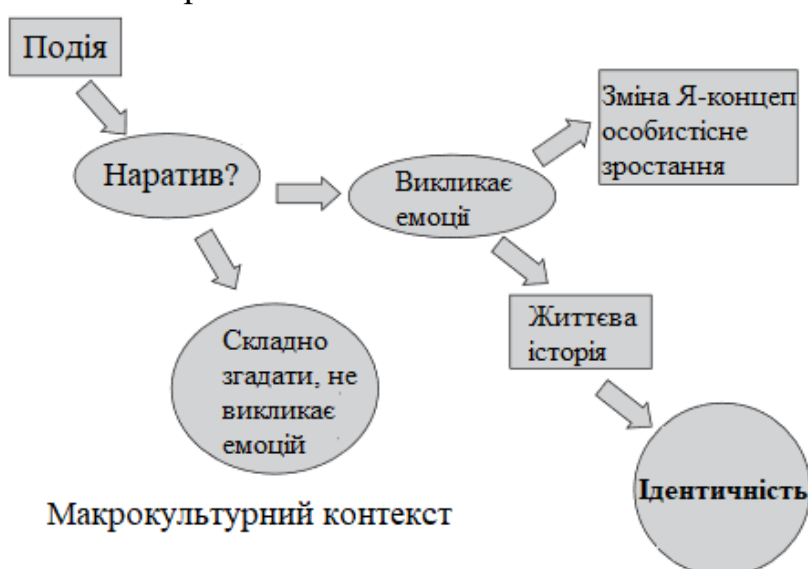 Подія
Наратив?
Викликає
емоції
Зміна Я-концеп
особистісне
зростання
Складно
згадати, не
викликає
емоцій
Життєва
історія
Ідентичність
Макрокультурний контекст